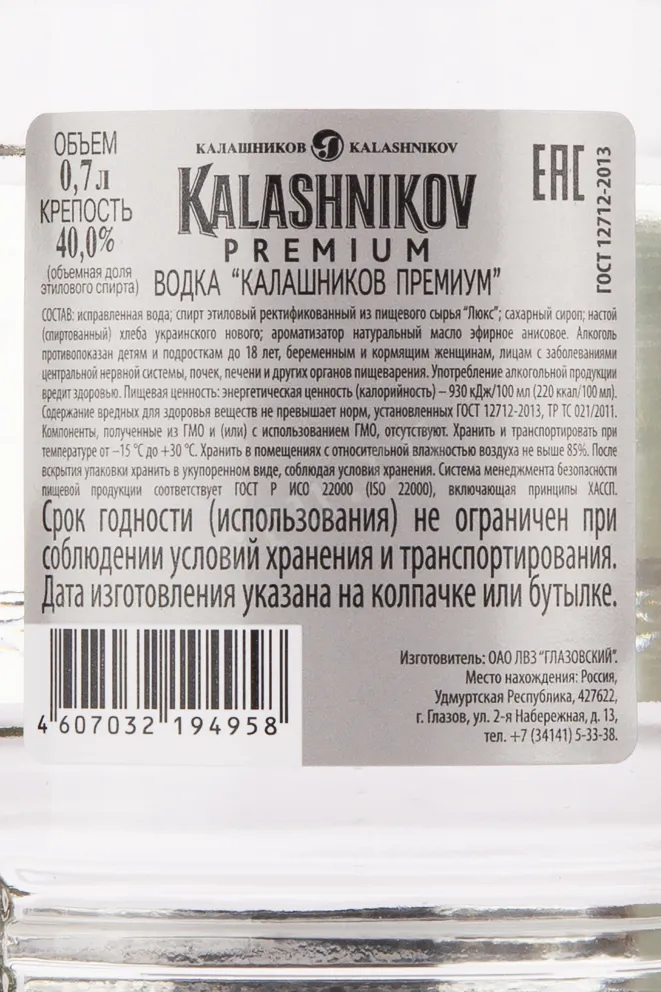 ОБЪЕМ
0,7 л
КРЕПОСТЬ
40,0%
(объемная доля
этилового спирта)
КАЛАШНИКОВ KALASHNIKOV
KALASHNIKOV
PREMIUM
ВОДКА “КАЛАШНИКОВ ПРЕМИУМ”
EAC
ГОСТ 12712-2013
СОСТАВ: исправленная вода; спирт этиловый ректификованный из пищевого сырья “Люкс”; сахарный сироп; настой
(спиртованный) хлеба украинского нового; ароматизатор натуральный масло эфирное анисовое. Алкоголь
противопоказан детям и подросткам до 18 лет, беременным и кормящим женщинам, лицам с заболеваниями
центральной нервной системы, почек, печени и других органов пищеварения. Употребление алкогольной продукции
вредит здоровью. Пищевая ценность: энергетическая ценность (калорийность) – 930 кДж/100 мл (220 ккал/100 мл).
Содержание вредных для здоровья веществ не превышает норм, установленных ГОСТ 12712-2013, ТР ТС 021/2011.
Компоненты, полученные из ГМО и (или) с использованием ГМО, отсутствуют. Хранить и транспортировать при
температуре от –15 °С до +30 °С. Хранить в помещениях с относительной влажностью воздуха не выше 85%. После
вскрытия упаковки хранить в укупоренном виде, соблюдая условия хранения. Система менеджмента безопасности
пищевой продукции соответствует ГОСТ Р ИСО 22000 (ISO 22000), включающая принципы ХАССП.
Срок годности (использования) не ограничен при
соблюдении условий хранения и транспортирования.
Дата изготовления указана на колпачке или бутылке.
4 607032 194958
Изготовитель: ОАО ЛВЗ “ГЛАЗОВСКИЙ”.
Место нахождения: Россия,
Удмуртская Республика, 427622,
г. Глазов, ул. 2-я Набережная, д. 13,
тел. +7 (34141) 5-33-38.